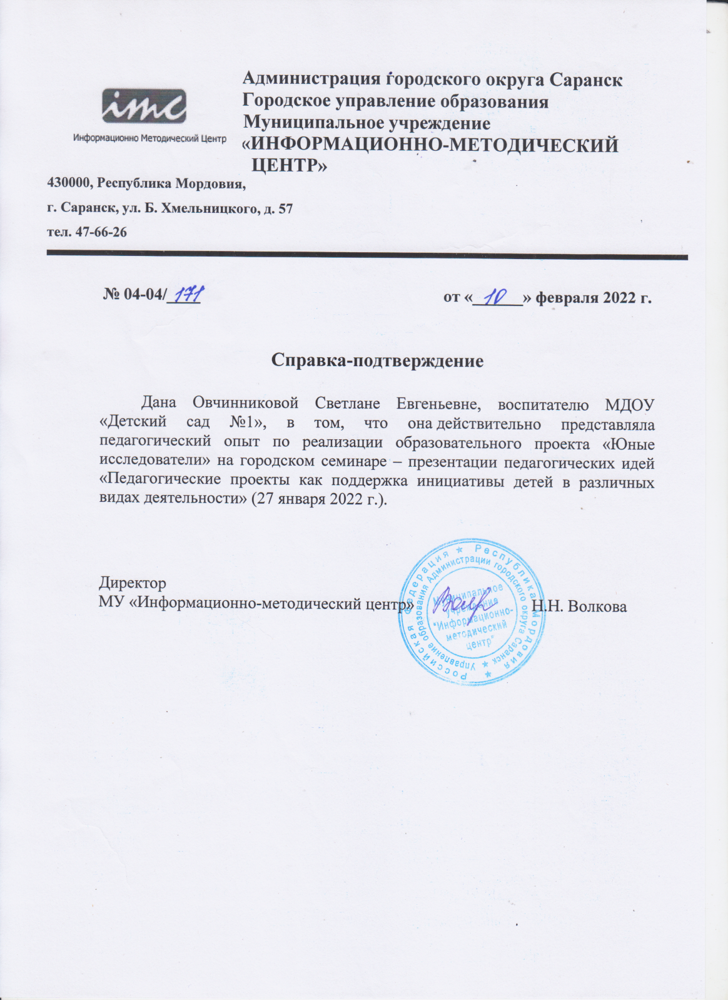 Администрация городского округа Саранск
Городское управление образования
Муниципальное учреждение
«ИНФОРМАЦИОННО-МЕТОДИЧЕСКИЙ
ЦЕНТР»
imc
Информационно Методический Центр
430000, Республика Мордовия,
г. Саранск, ул. Б. Хмельницкого, д. 57
тел. 47-66-26
№ 04-04/171 от «10» февраля 2022 г.
Справка-подтверждение
Дана Овчинниковой Светлане Евгеньевне, воспитателю МДОУ
«Детский сад №1», в том, что она действительно представляла
педагогический опыт по реализации образовательного проекта «Юные
исследователи» на городском семинаре – презентации педагогических идей
«Педагогические проекты как поддержка инициативы детей в различных
видах деятельности» (27 января 2022 г.).
Директор
МУ «Информационно-методический центр» Н.Н. Волкова
Российская Федерация ★ Республика Мордовия ★
Управление образования Администрации городского округа Саранск ★
Муниципальное
учреждение
"Информационно-
методический
центр"